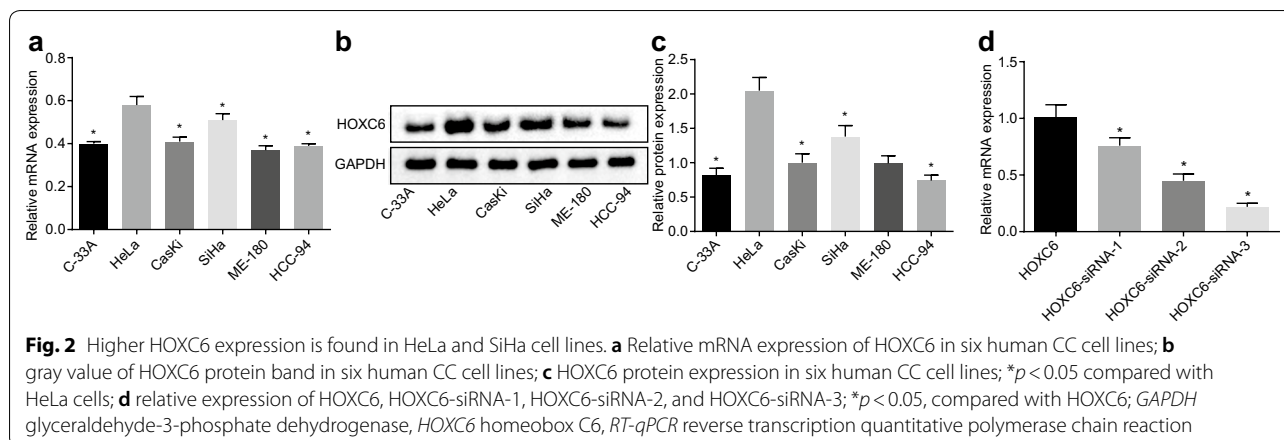 a
b
c
d
0.8
0.6
0.4
0.2
0.0
Relative mRNA expression
* * * * *
C-33A HeLa CasKi SiHa ME-180 HCC-94
HOXC6
GAPDH
C-33A HeLa CasKi SiHa ME-180 HCC-94
2.5
2.0
1.5
1.0
0.5
0.0
Relative protein expression
* * * *
C-33A HeLa CasKi SiHa ME-180 HCC-94
1.5
1.0
0.5
0.0
Relative mRNA expression
* * *
HOXC6 HOXC6-siRNA-1 HOXC6-siRNA-2 HOXC6-siRNA-3
Fig. 2 Higher HOXC6 expression is found in HeLa and SiHa cell lines. a Relative mRNA expression of HOXC6 in six human CC cell lines; b
gray value of HOXC6 protein band in six human CC cell lines; c HOXC6 protein expression in six human CC cell lines; *p < 0.05 compared with
HeLa cells; d relative expression of HOXC6, HOXC6-siRNA-1, HOXC6-siRNA-2, and HOXC6-siRNA-3; *p < 0.05, compared with HOXC6; GAPDH
glyceraldehyde-3-phosphate dehydrogenase, HOXC6 homeobox C6, RT-qPCR reverse transcription quantitative polymerase chain reaction